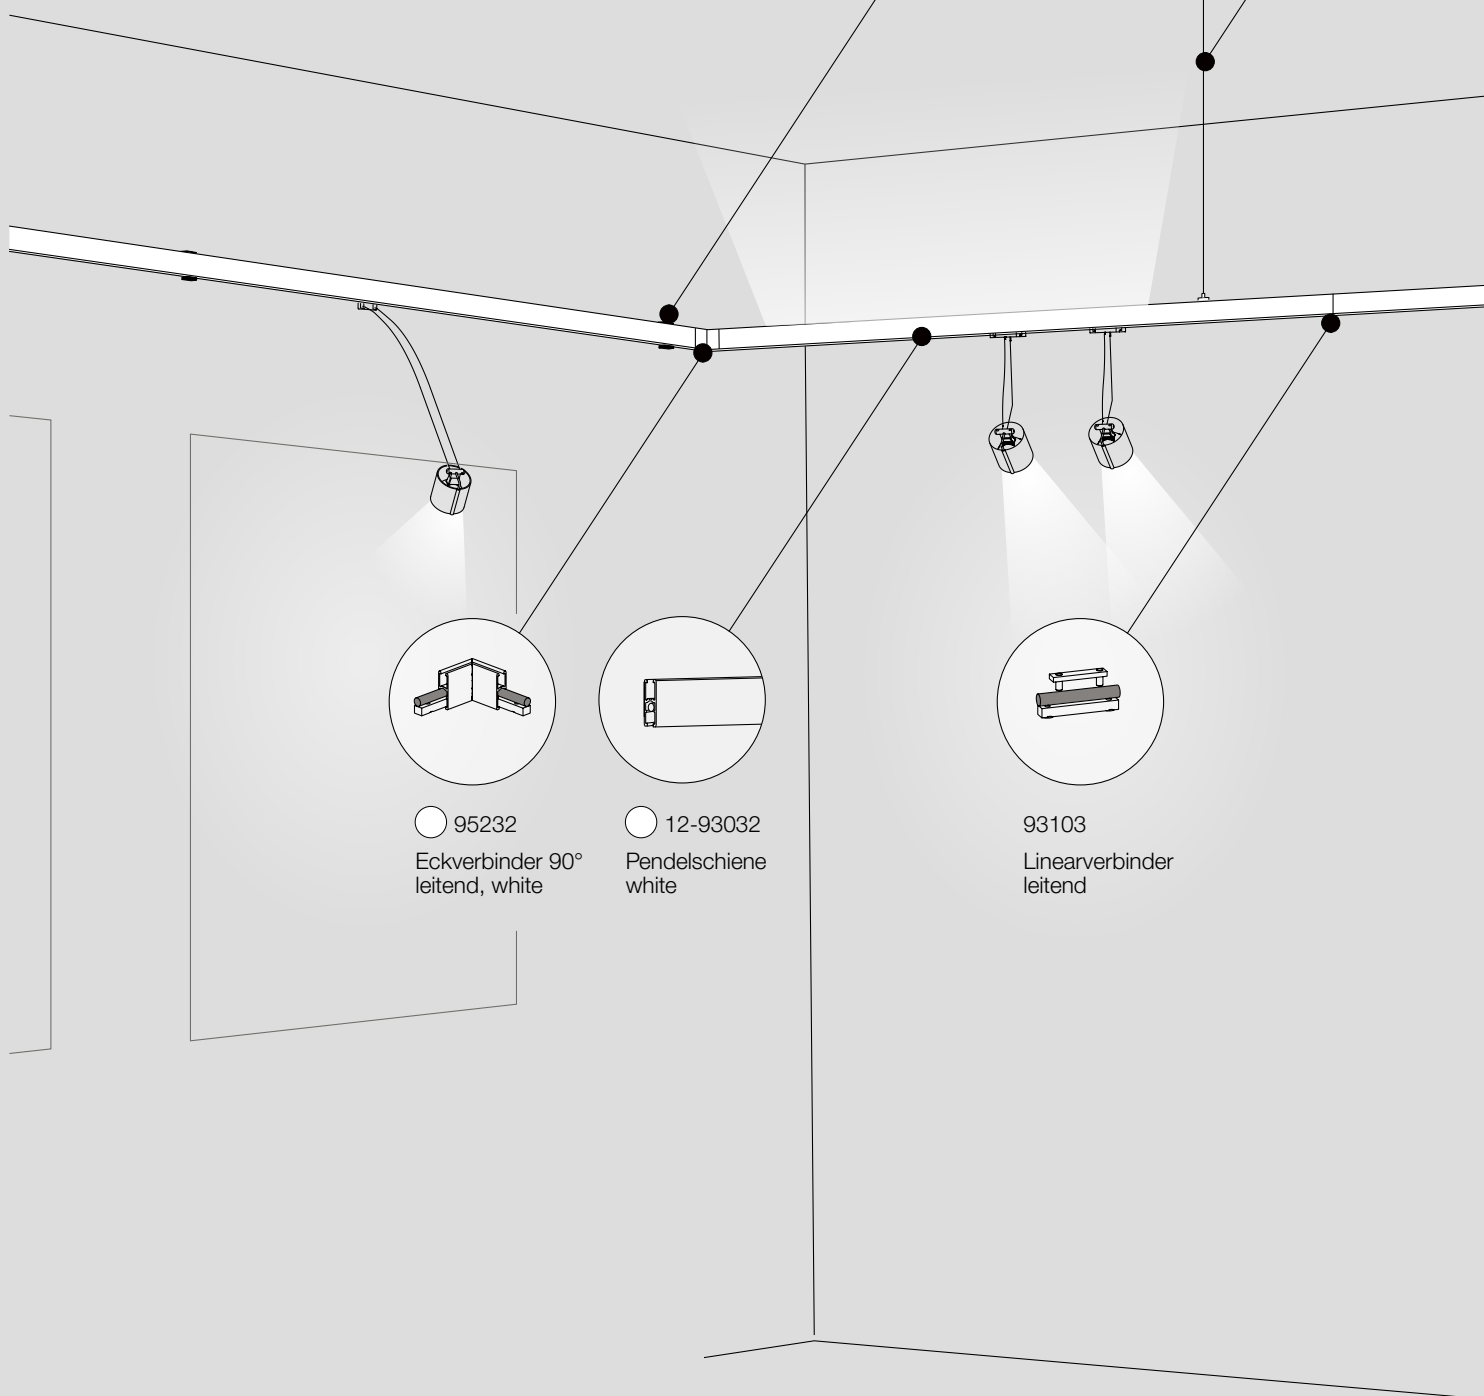 95232
Eckverbinder 90°
leitend, white
12-93032
Pendelschiene
white
93103
Linearverbinder
leitend